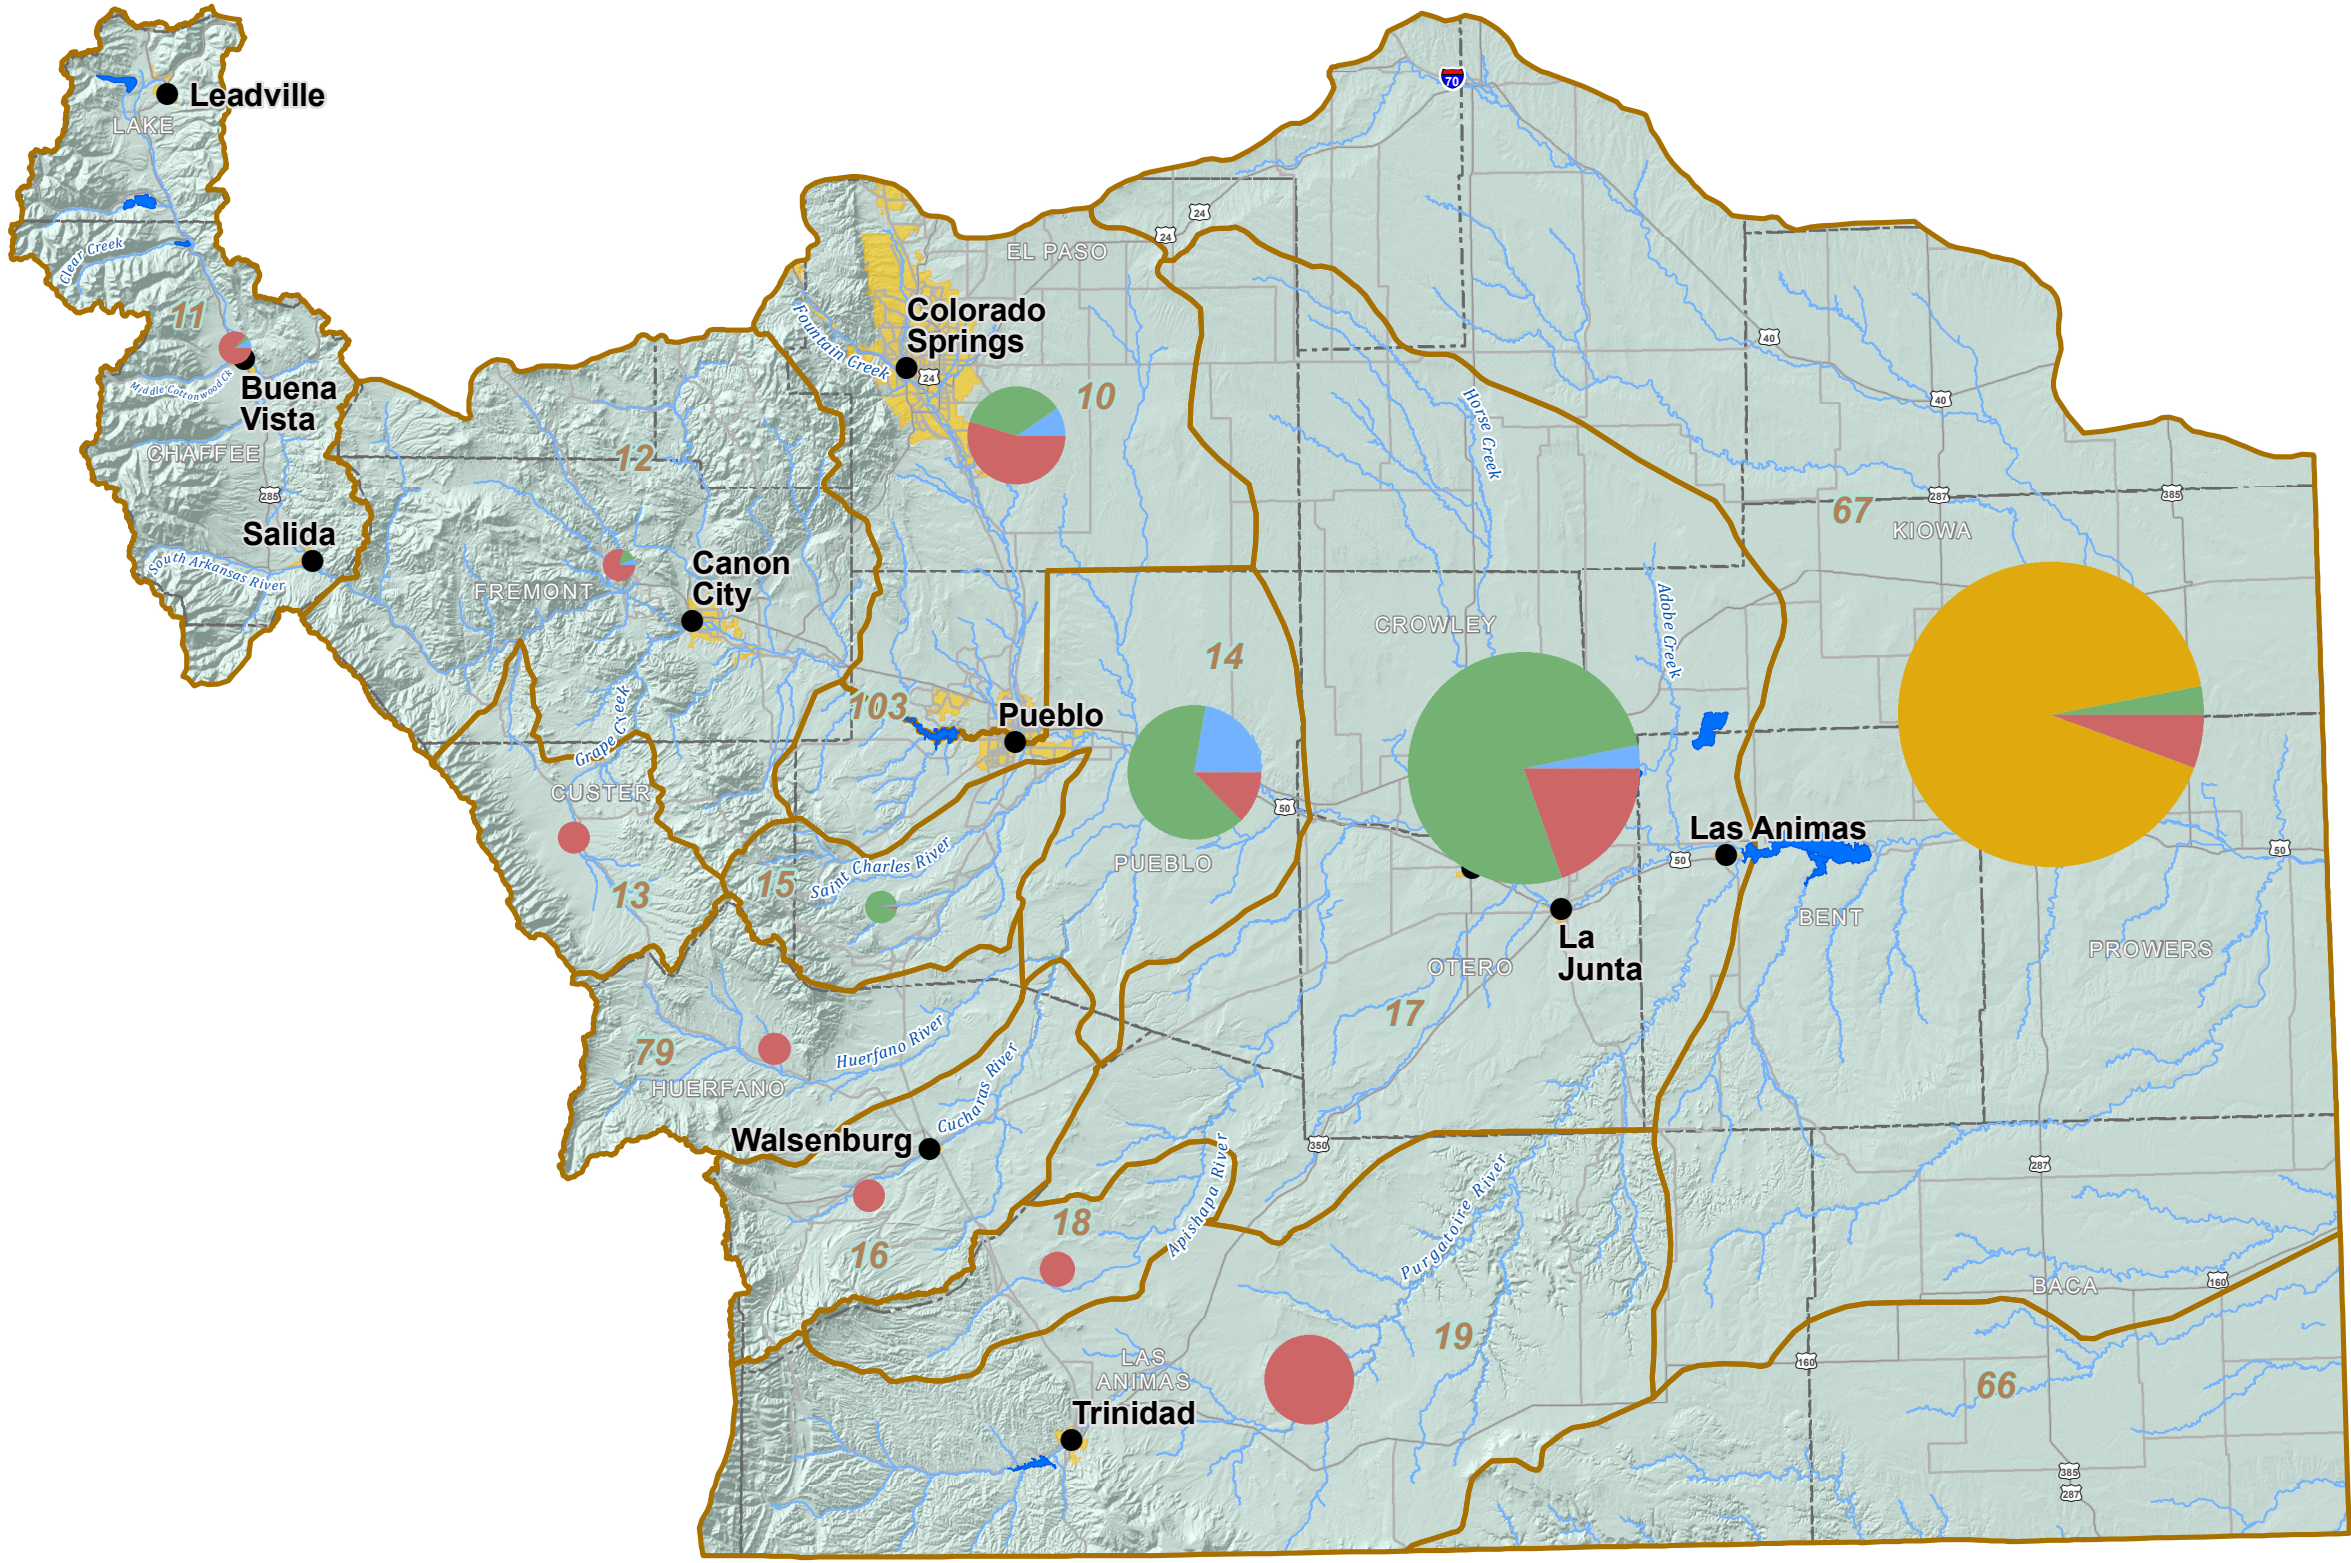 Leadville
LAKE
70
24
24
EL PASO
Clear Creek
11
Colorado
Springs
Fountain Creek
24
10
40
40
Buena
Vista
Middle Cottonwood Ck
CHAFFEE
285
12
Horse Creek
67
287
385
KIOWA
Salida
South Arkansas River
FREMONT
Canon
City
Adobe Creek
CROWLEY
14
103
Pueblo
Grape Creek
CUSTER
50
Las Animas
50
50
PUEBLO
Saint Charles River
15
13
BENT
La
Junta
OTERO
PROWERS
17
Huerfano River
79
HUERFANO
Cucharas River
Walsenburg
350
287
Apishapa River
Purgatoire River
18
16
160
BACA
19
LAS
ANIMAS
160
66
Trinidad
385
287